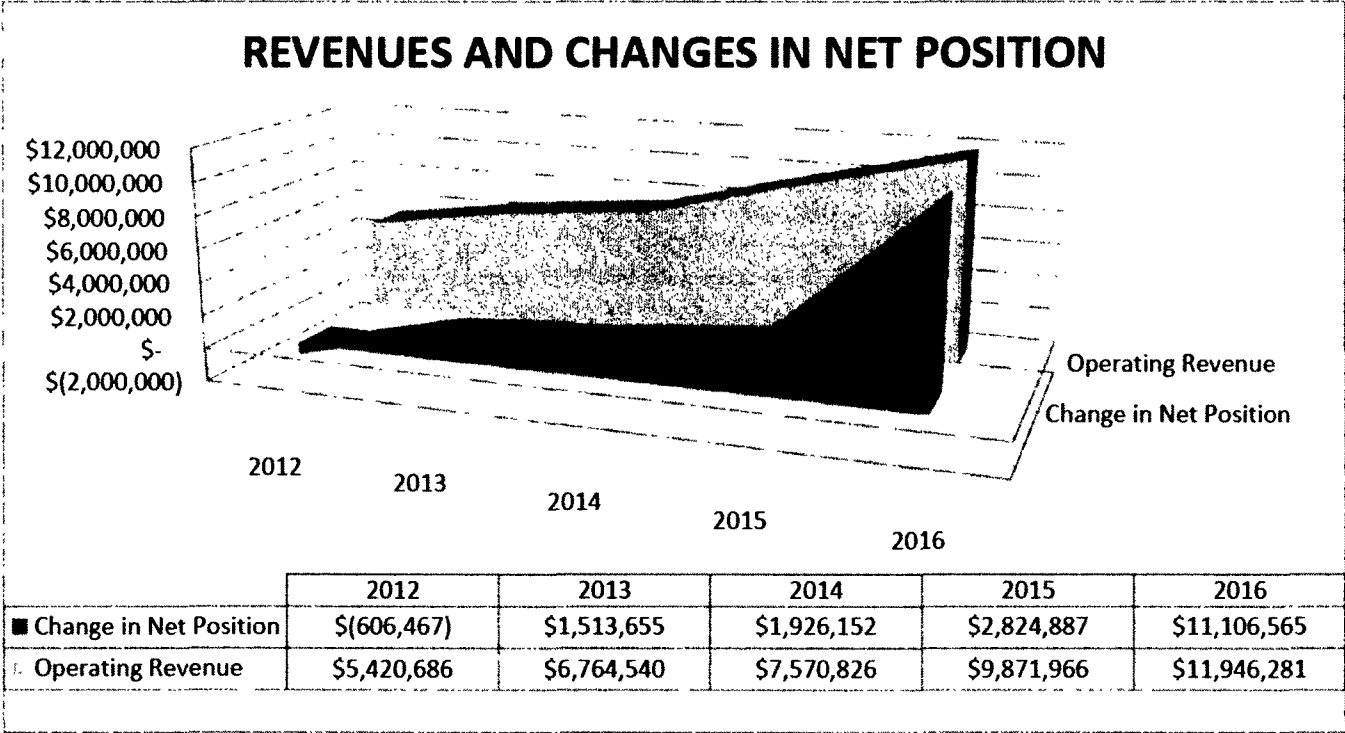 REVENUES AND CHANGES IN NET POSITION
$12,000,000
$10,000,000
$8,000,000
$6,000,000
$4,000,000
$2,000,000
$-
$(2,000,000)
Operating Revenue
Change in Net Position
2012
2013
2014
2015
2016
2012 2013 2014 2015 2016
Change in Net Position $(606,467) $1,513,655 $1,926,152 $2,824,887 $11,106,565
Operating Revenue $5,420,686 $6,764,540 $7,570,826 $9,871,966 $11,946,281